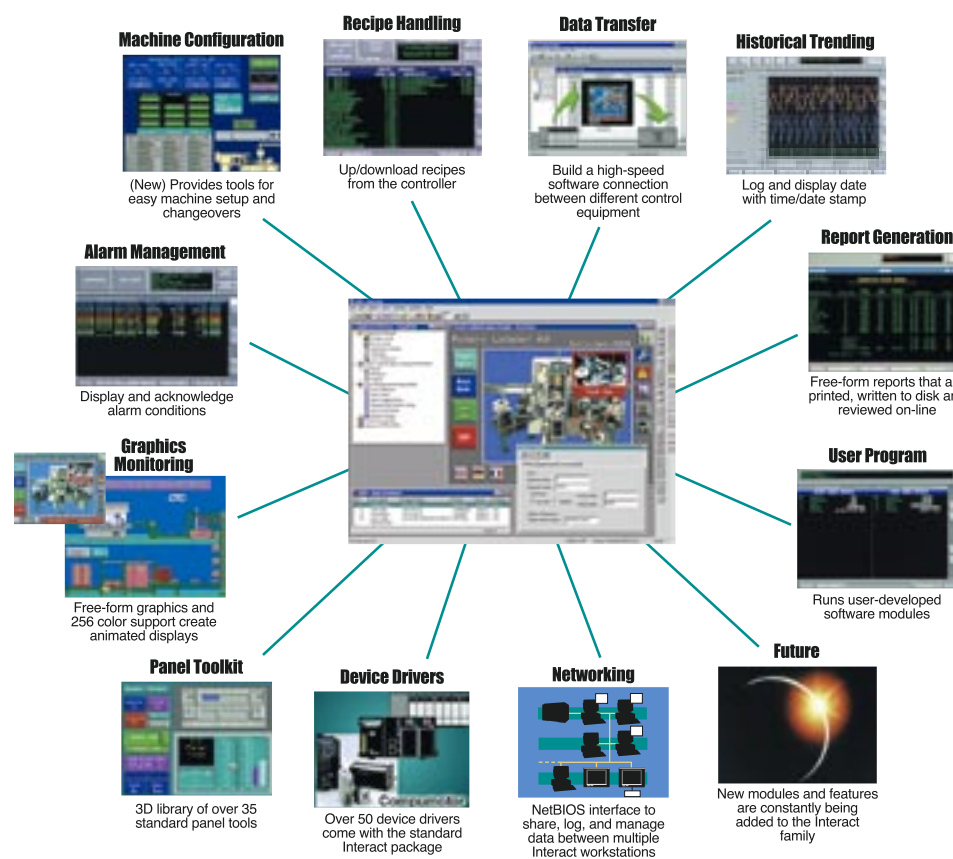 Machine Configuration
(New) Provides tools for
easy machine setup and
changeovers
Recipe Handling
Up/download recipes
from the controller
Data Transfer
Build a high-speed
software connection
between different control
equipment
Historical Trending
Log and display date
with time/date stamp
Alarm Management
Display and acknowledge
alarm conditions
Report Generation
Free-form reports that a
printed, written to disk an
reviewed on-line
Graphics
Monitoring
Free-form graphics and
256 color support create
animated displays
User Program
Runs user-developed
software modules
Panel Toolkit
3D library of over 35
standard panel tools
Device Drivers
Compumotor
Over 50 device drivers
come with the standard
Interact package
Networking
NetBIOS interface to
share, log, and manage
data between multiple
Interact workstations
Future
New modules and features
are constantly being
added to the Interact
family